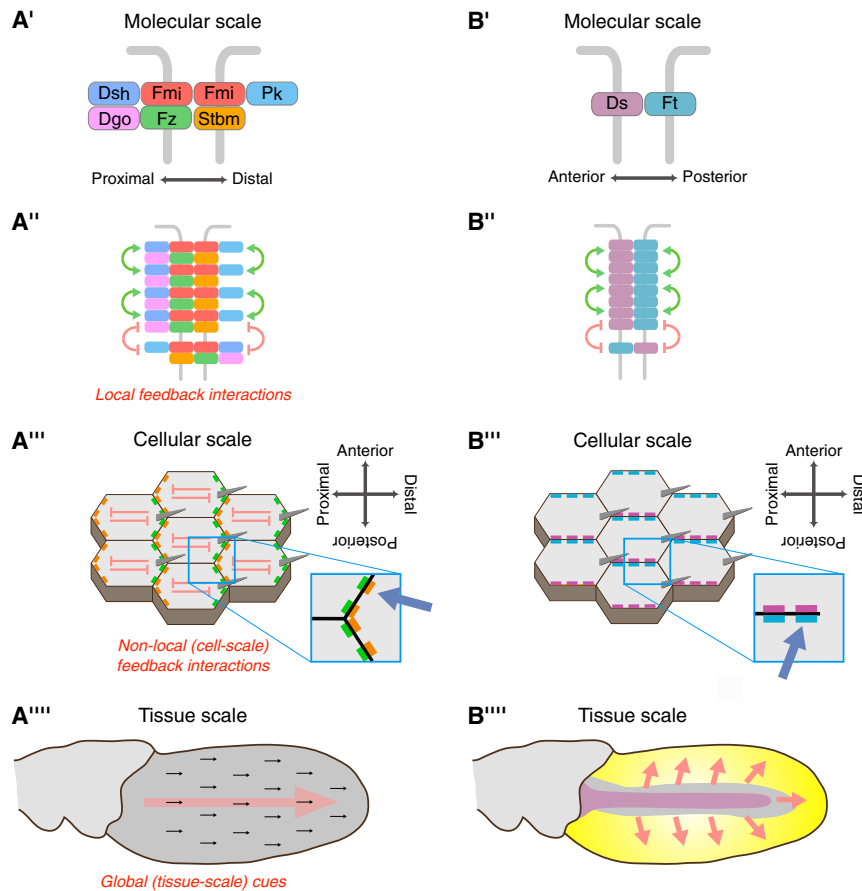 A'
Molecular scale
Dsh Fmi Fmi Pk
Dgo Fz Stbm
Proximal Distal
B'
Molecular scale
Ds Ft
Anterior Posterior
A''
Local feedback interactions
B''
A'''
Cellular scale
Anterior
Proximal
Distal
Posterior
Non-local (cell-scale)
feedback interactions
B'''
Cellular scale
Anterior
Proximal
Distal
Posterior
A''''
Tissue scale
Global (tissue-scale) cues
B''''
Tissue scale